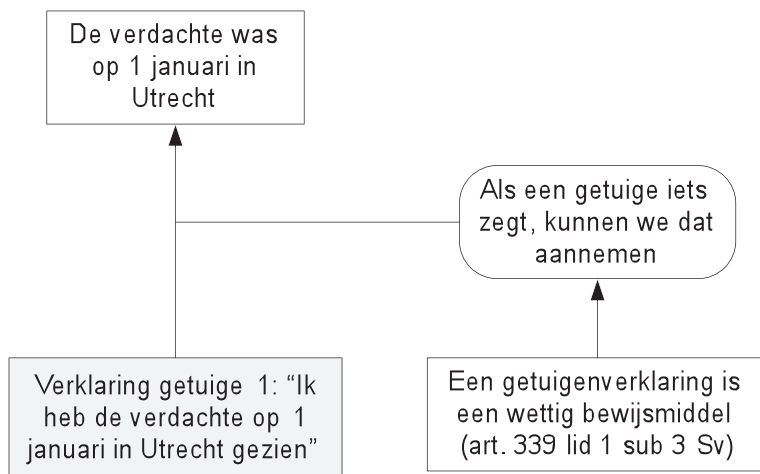 De verdachte was
op 1 januari in
Utrecht
Als een getuige iets
zegt, kunnen we dat
aannemen
Verklaring getuige 1: “Ik
heb de verdachte op 1
januari in Utrecht gezien”
Een getuigenverklaring is
een wettig bewijsmiddel
(art. 339 lid 1 sub 3 Sv)